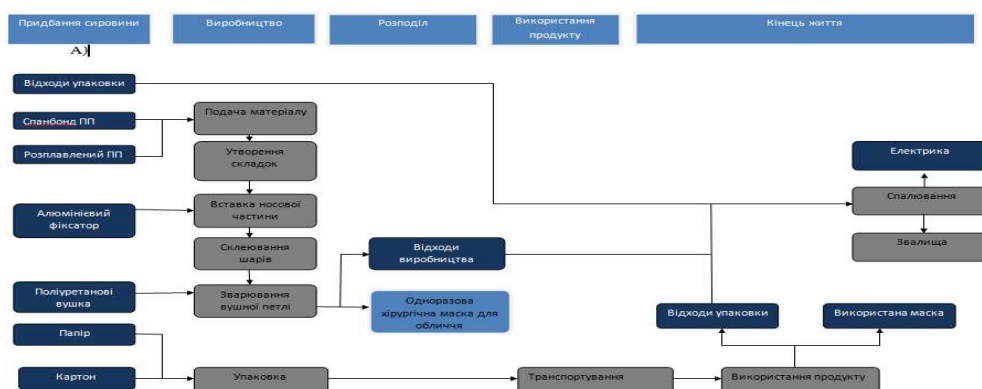 Придбання сировини
Виробництво
Розподіл
Використання
продукту
Кінець життя
А)
Відходи упаковки
Спанбонд ПП
Розплавлений ПП
Алюмінієвий
фіксатор
Поліуретанові
вушка
Папір
Картон
Подача матеріалу
Утворення
складок
Вставка носової
частини
Склеювання
шарів
Зварювання
вушної петлі
Упаковка
Відходи
виробництва
Одноразова
хірургічна маска для
обличчя
Транспортування
Відходи упаковки
Використана маска
Використання продукту
Електрика
Спалювання
Звалища